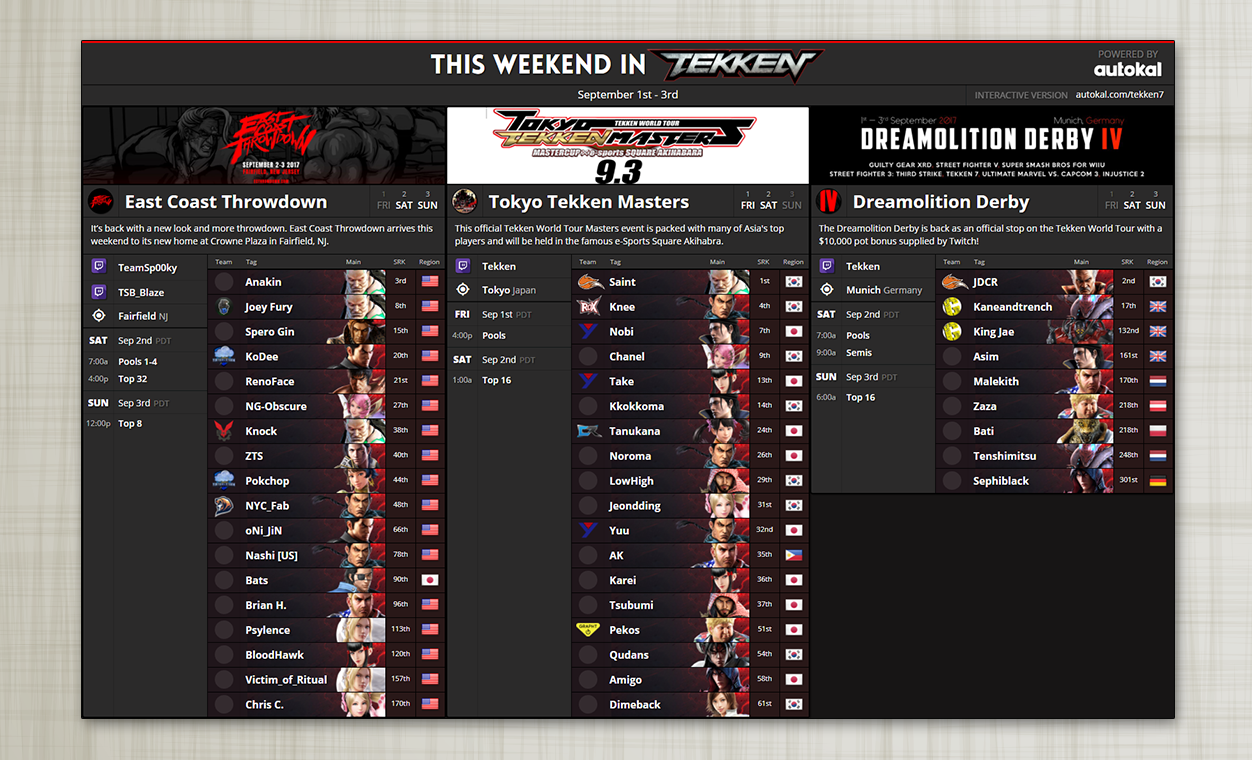 THIS WEEKEND IN TEKKEN
POWERED BY
autokal
September 1st - 3rd
INTERACTIVE VERSION autokal.com/tekken7
EAST COAST THROWDOWN
SEPTEMBER 2-3 2017
FAIRFIELD, NEW JERSEY
East Coast Throwdown
1 2 3
FRI SAT SUN
It's back with a new look and more throwdown. East Coast Throwdown arrives this
weekend to its new home at Crowne Plaza in Fairfield, NJ.
TeamSp00ky
TSB_Blaze
Fairfield NJ
SAT Sep 2nd PDT
7:00a Pools 1-4
4:00p Top 32
SUN Sep 3rd PDT
12:00p Top 8
Team Tag Main SRK Region
Anakin 3rd
Joey Fury 8th
Spero Gin 15th
KoDee 20th
RenoFace 21st
NG-Obscure 27th
Knock 38th
ZTS 40th
Pokchop 44th
NYC_Fab 48th
oNi_JiN 66th
Nashi [US] 78th
Bats 90th
Brian H. 96th
Psylence 113th
BloodHawk 120th
Victim_of_Ritual 157th
Chris C. 170th
TOKYO
TEKKEN WORLD TOUR
TEKKEN MASTERS
MASTERCUP e-sports SQUARE AKIHABARA
9.3
Tokyo Tekken Masters
1 2 3
FRI SAT SUN
This official Tekken World Tour Masters event is packed with many of Asia's top
players and will be held in the famous e-Sports Square Akihabra.
Tekken
Tokyo Japan
FRI Sep 1st PDT
4:00p Pools
SAT Sep 2nd PDT
1:00a Top 16
Team Tag Main SRK Region
Saint 1st
Knee 4th
Nobi 7th
Chanel 9th
Take 13th
Kkokkoma 14th
Tanukana 24th
Noroma 26th
LowHigh 29th
Jeondding 31st
Yuu 32nd
AK 35th
Karei 36th
Tsubumi 37th
GRAPHT Pekos 51st
Qudans 54th
Amigo 58th
Dimeback 61st
1st — 3rd September 2017 Munich, Germany
DREAMOLITION DERBY IV
GUILTY GEAR XRD. STREET FIGHTER V. SUPER SMASH BROS FOR WIIU
STREET FIGHTER 3: THIRD STRIKE. TEKKEN 7. ULTIMATE MARVEL VS. CAPCOM 3. INJUSTICE 2
IV Dreamolition Derby
1 2 3
FRI SAT SUN
The Dreamolition Derby is back as an official stop on the Tekken World Tour with a
$10,000 pot bonus supplied by Twitch!
Tekken
Munich Germany
SAT Sep 2nd PDT
7:00a Pools
9:00a Semis
SUN Sep 3rd PDT
6:00a Top 16
Team Tag Main SRK Region
JDCR 2nd
Kaneandtrench 17th
King Jae 132nd
Asim 161st
Malekith 170th
Zaza 218th
Bati 218th
Tenshimitsu 248th
Sephiblack 301st